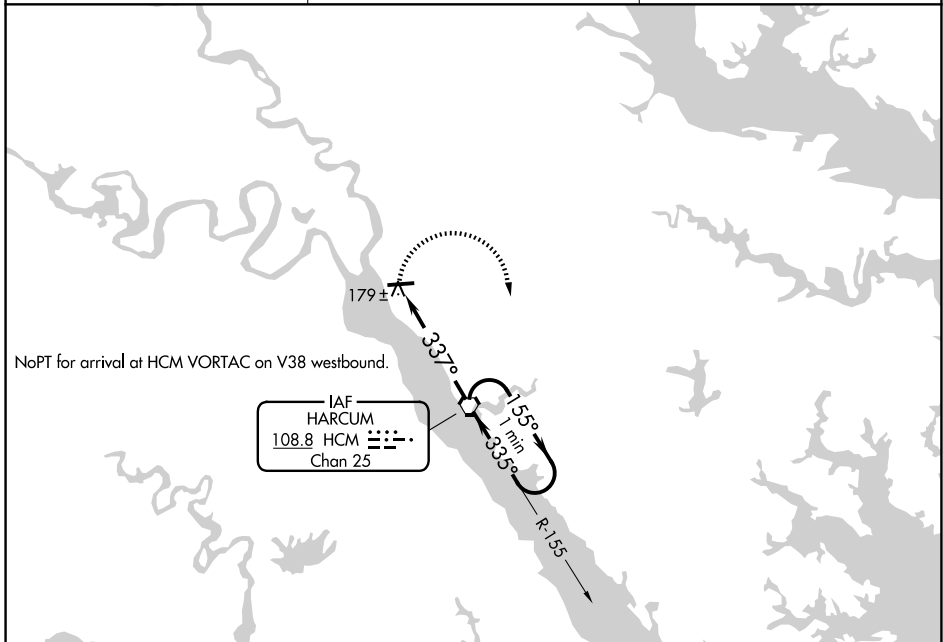 179±
337°
NoPT for arrival at HCM VORTAC on V38 westbound.
IAF
HARCUM
108.8 HCM
Chan 25
155°
1 min
335°
R-155